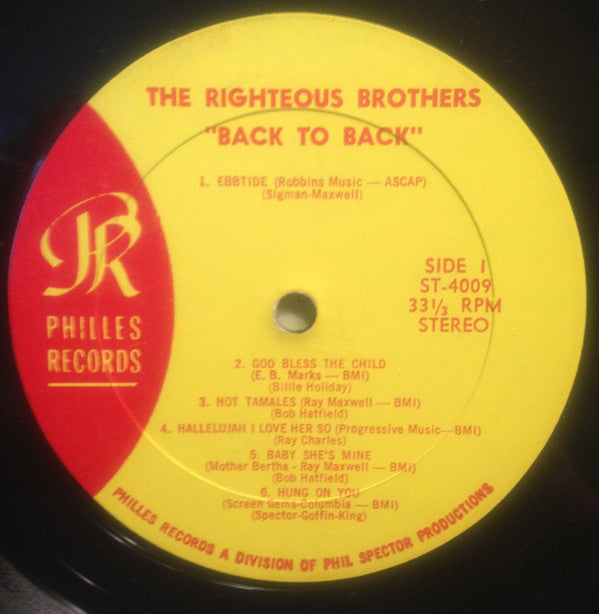 THE RIGHTEOUS BROTHERS
"BACK TO BACK"
1. EBBTIDE (Robbins Music — ASCAP)
(Sigman-Maxwell)
PR
PHILLES
RECORDS
SIDE 1
ST-4009
33⅓ RPM
STEREO
2. GOD BLESS THE CHILD
(E. B. Marks — BMI)
(Billie Holiday)
3. HOT TAMALES (Ray Maxwell — BMI)
(Bob Hatfield)
4. HALLELUJAH I LOVE HER SO (Progressive Music—BMI)
(Ray Charles)
5. BABY SHE'S MINE
(Mother Bertha - Ray Maxwell — BMI)
(Bob Hatfield)
6. HUNG ON YOU
(Screen Gems-Columbia — BMI)
(Spector-Goffin-King)
PHILLES RECORDS A DIVISION OF PHIL SPECTOR PRODUCTIONS